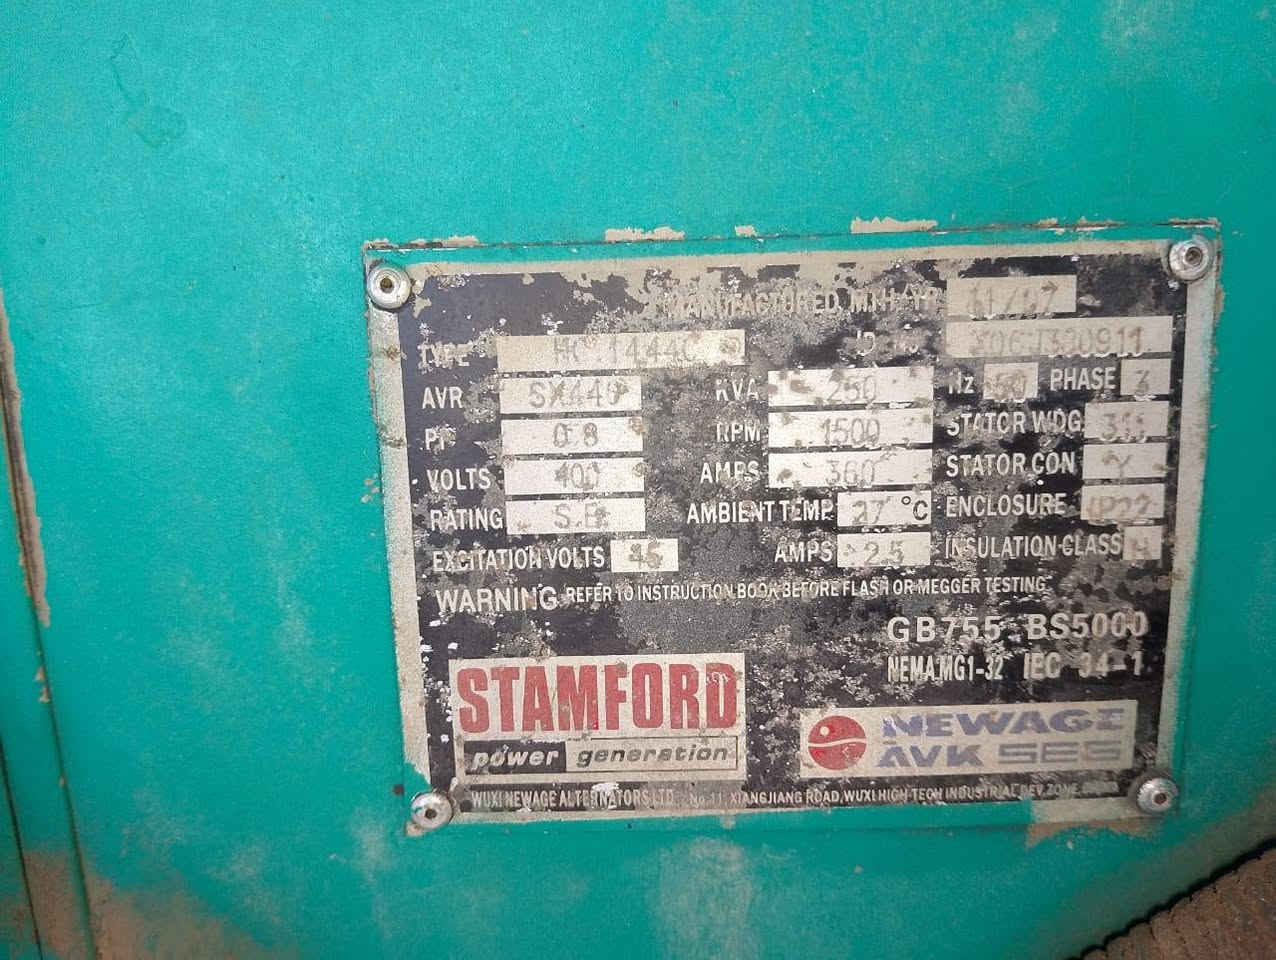 MANUFACTURED, MTH/YR 11/07
TYPE
AVR SX440 KVA 250 Hz 50 PHASE 3
PF 0.8 RPM 1500 STATOR WDG 311
VOLTS 400 AMPS 360 STATOR CON Y
RATING AMBIENT TEMP 27 °C ENCLOSURE IP22
EXCITATION VOLTS AMPS 2.5 INSULATION CLASS H
WARNING REFER TO INSTRUCTION BOOK BEFORE FLASH OR MEGGER TESTING
GB755 BS5000
NEMA MG1-32 IEC 34-1
STAMFORD
power generation
NEWAGE
AVK SEG
WUXI NEWAGE ALTERNATORS LTD No. 11, XIANGJIANG ROAD, WUXI HIGH TECH INDUSTRIAL DEV. ZONE,